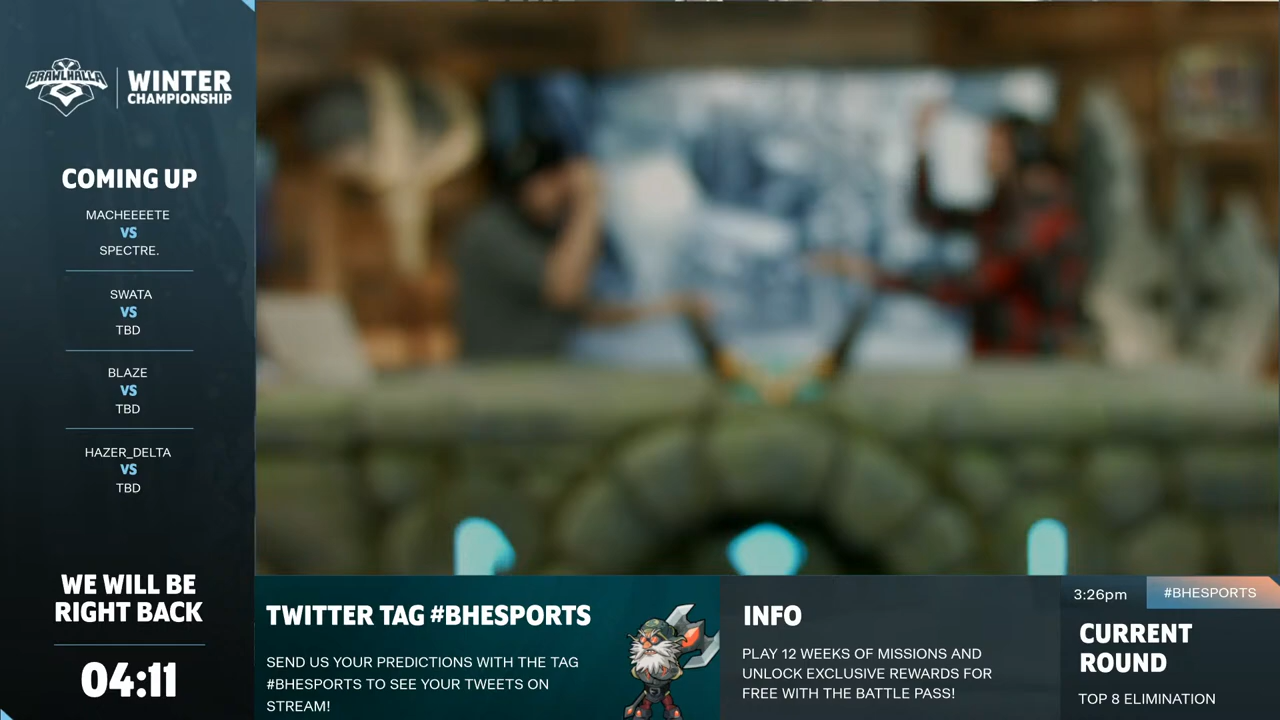 BRAWLHALLA
WINTER
CHAMPIONSHIP
COMING UP
MACHEEEETE
VS
SPECTRE.
SWATA
VS
TBD
BLAZE
VS
TBD
HAZER_DELTA
VS
TBD
WE WILL BE
RIGHT BACK
04:11
TWITTER TAG #BHESPORTS
SEND US YOUR PREDICTIONS WITH THE TAG
#BHESPORTS TO SEE YOUR TWEETS ON
STREAM!
INFO
PLAY 12 WEEKS OF MISSIONS AND
UNLOCK EXCLUSIVE REWARDS FOR
FREE WITH THE BATTLE PASS!
3:26pm
#BHESPORTS
CURRENT
ROUND
TOP 8 ELIMINATION